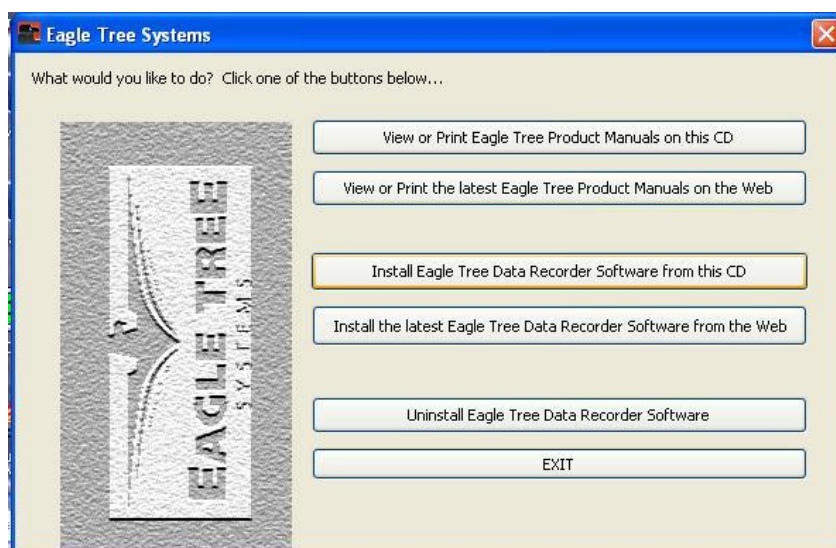 Eagle Tree Systems
What would you like to do? Click one of the buttons below...
View or Print Eagle Tree Product Manuals on this CD
View or Print the latest Eagle Tree Product Manuals on the Web
Install Eagle Tree Data Recorder Software from this CD
Install the latest Eagle Tree Data Recorder Software from the Web
Uninstall Eagle Tree Data Recorder Software
EXIT
EAGLE TREE
SYSTEMS